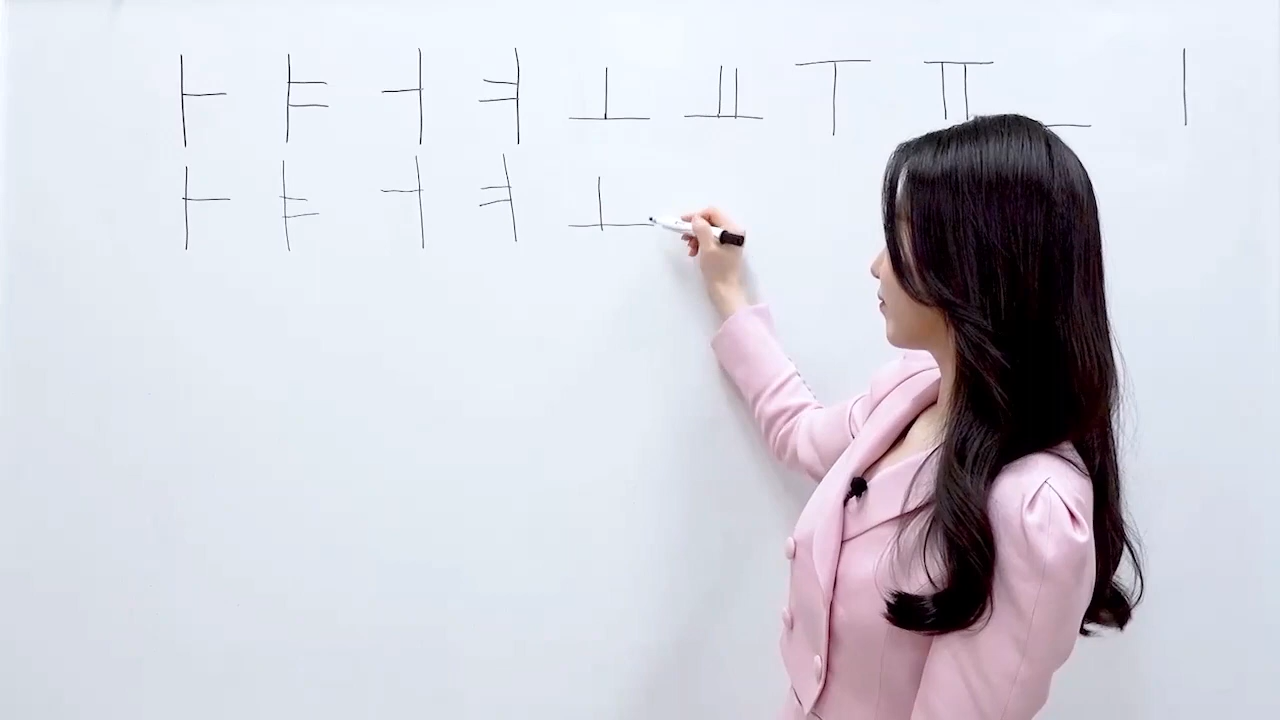 ㅏ ㅑ ㅓ ㅕ ㅗ ㅛ ㅜ ㅠ ㅡ ㅣ
ㅏ ㅑ ㅓ ㅕ ㅗ